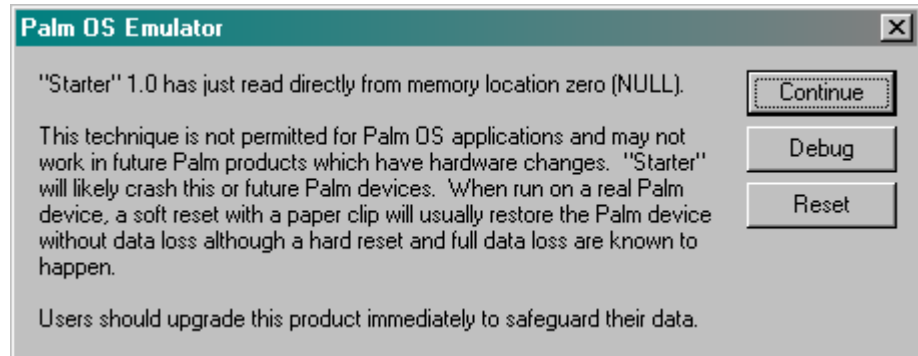 Palm OS Emulator
"Starter" 1.0 has just read directly from memory location zero (NULL).
This technique is not permitted for Palm OS applications and may not
work in future Palm products which have hardware changes.  "Starter"
will likely crash this or future Palm devices.  When run on a real Palm
device, a soft reset with a paper clip will usually restore the Palm device
without data loss although a hard reset and full data loss are known to
happen.
Users should upgrade this product immediately to safeguard their data.
Continue
Debug
Reset